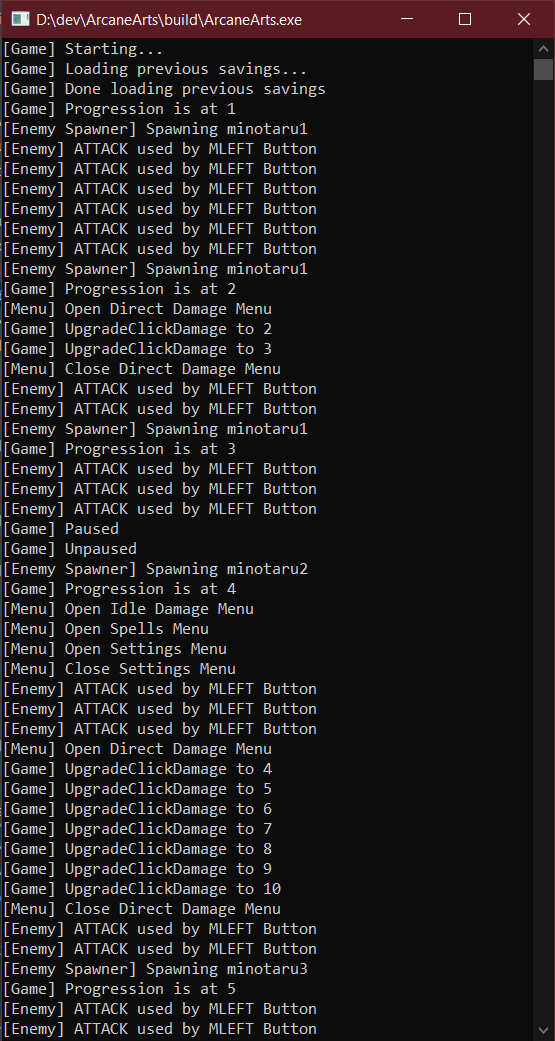 D:\dev\ArcaneArts\build\ArcaneArts.exe
[Game] Starting...
[Game] Loading previous savings...
[Game] Done loading previous savings
[Game] Progression is at 1
[Enemy Spawner] Spawning minotaru1
[Enemy] ATTACK used by MLEFT Button
[Enemy] ATTACK used by MLEFT Button
[Enemy] ATTACK used by MLEFT Button
[Enemy] ATTACK used by MLEFT Button
[Enemy] ATTACK used by MLEFT Button
[Enemy] ATTACK used by MLEFT Button
[Enemy Spawner] Spawning minotaru1
[Game] Progression is at 2
[Menu] Open Direct Damage Menu
[Game] UpgradeClickDamage to 2
[Game] UpgradeClickDamage to 3
[Menu] Close Direct Damage Menu
[Enemy] ATTACK used by MLEFT Button
[Enemy] ATTACK used by MLEFT Button
[Enemy Spawner] Spawning minotaru1
[Game] Progression is at 3
[Enemy] ATTACK used by MLEFT Button
[Enemy] ATTACK used by MLEFT Button
[Enemy] ATTACK used by MLEFT Button
[Game] Paused
[Game] Unpaused
[Enemy Spawner] Spawning minotaru2
[Game] Progression is at 4
[Menu] Open Idle Damage Menu
[Menu] Open Spells Menu
[Menu] Open Settings Menu
[Menu] Close Settings Menu
[Enemy] ATTACK used by MLEFT Button
[Enemy] ATTACK used by MLEFT Button
[Enemy] ATTACK used by MLEFT Button
[Menu] Open Direct Damage Menu
[Game] UpgradeClickDamage to 4
[Game] UpgradeClickDamage to 5
[Game] UpgradeClickDamage to 6
[Game] UpgradeClickDamage to 7
[Game] UpgradeClickDamage to 8
[Game] UpgradeClickDamage to 9
[Game] UpgradeClickDamage to 10
[Menu] Close Direct Damage Menu
[Enemy] ATTACK used by MLEFT Button
[Enemy] ATTACK used by MLEFT Button
[Enemy Spawner] Spawning minotaru3
[Game] Progression is at 5
[Enemy] ATTACK used by MLEFT Button
[Enemy] ATTACK used by MLEFT Button